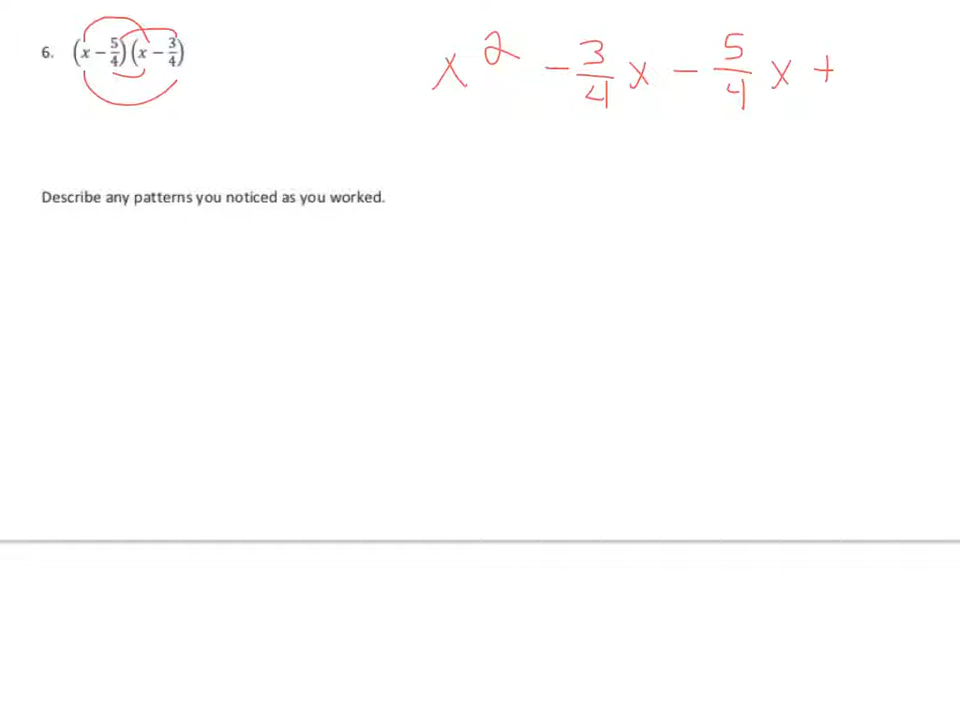 6. (x − 5/4)(x − 3/4)
x² − 3/4 x − 5/4 x +
Describe any patterns you noticed as you worked.